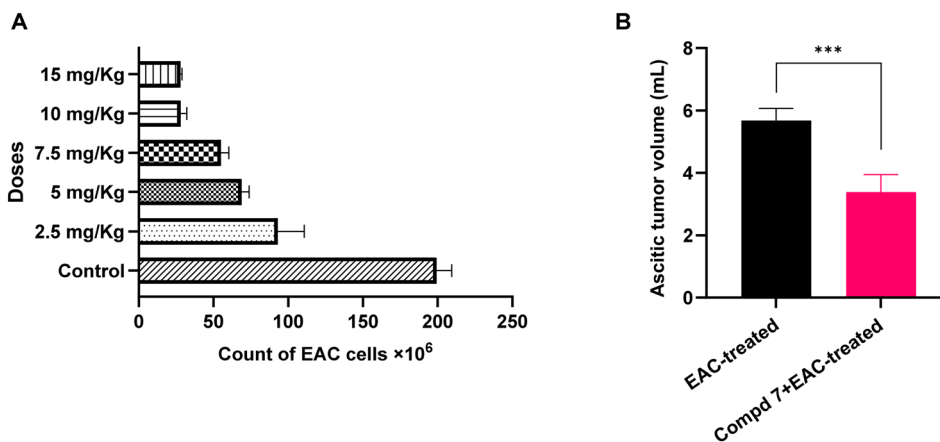 A
Doses
15 mg/Kg
10 mg/Kg
7.5 mg/Kg
5 mg/Kg
2.5 mg/Kg
Control
0 50 100 150 200 250
Count of EAC cells ×10⁶
B
Ascitic tumor volume (mL)
8
6
4
2
0
***
EAC-treated
Compd 7+EAC-treated